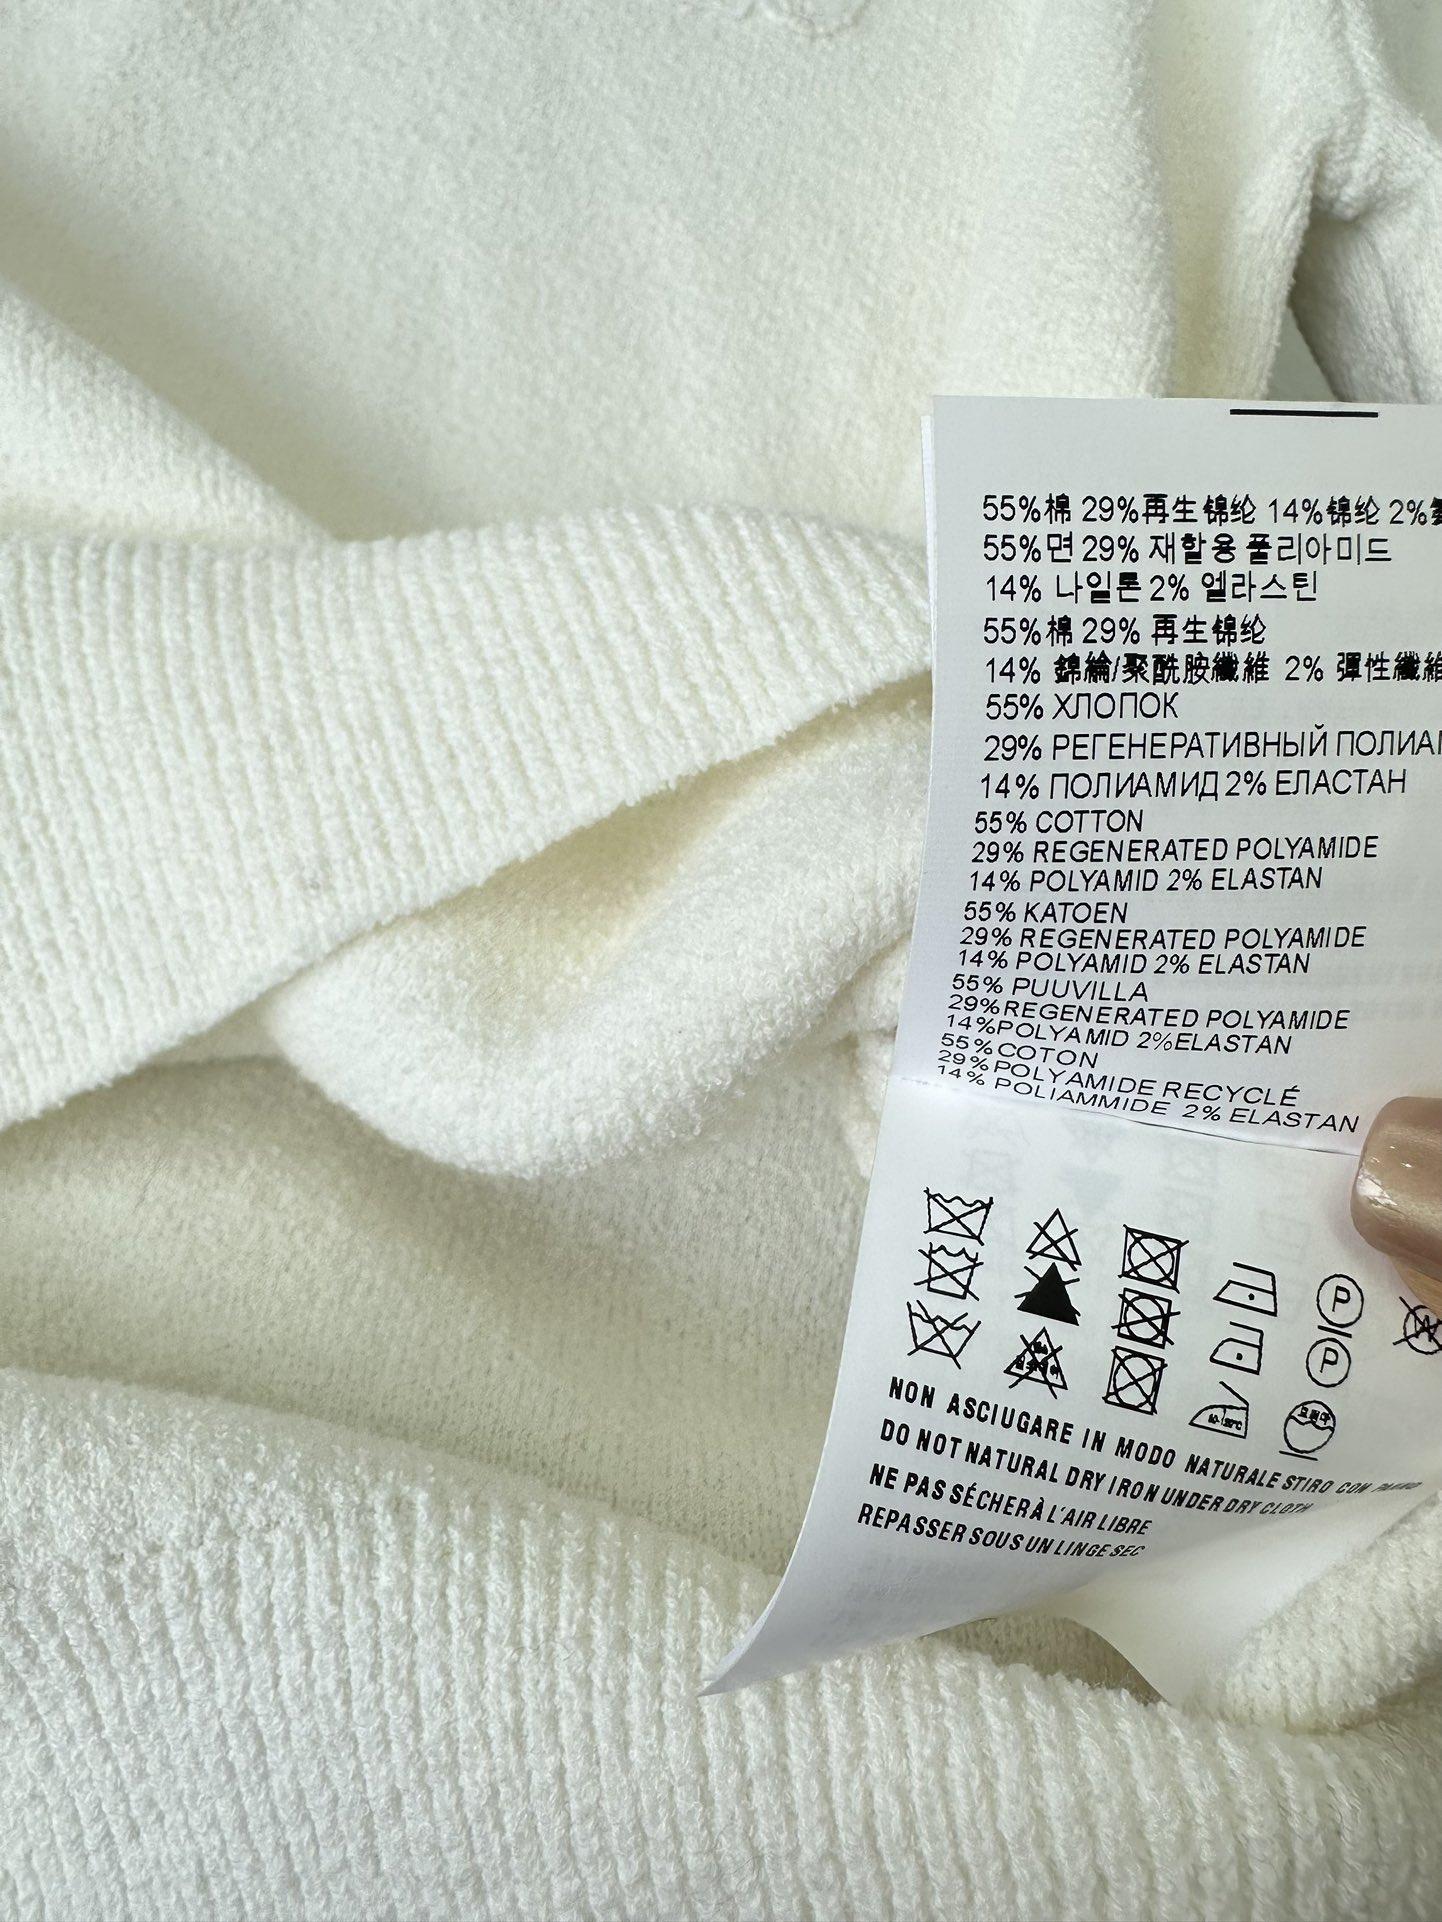 55%棉 29%再生锦纶 14%锦纶 2%
55%면 29% 재활용 폴리아미드
14% 나일론 2% 엘라스틴
55%棉 29% 再生锦纶
14% 錦綸/聚酰胺纖維 2% 彈性纖維
55% ХЛОПОК
29% РЕГЕНЕРАТИВНЫЙ
14% ПОЛИАМИД 2% ЕЛАСТАН
55% COTTON
29% REGENERATED POLYAMIDE
14% POLYAMID 2% ELASTAN
55% KATOEN
29% REGENERATED POLYAMIDE
14% POLYAMID 2% ELASTAN
55% PUUVILLA
29%REGENERATED POLYAMIDE
14%POLYAMID 2%ELASTAN
55%COTON
29%POLYAMIDE RECYCLÉ
14% POLIAMMIDE 2% ELASTAN
P
P
W
NON ASCIUGARE IN MODO NATURALE STIRO CON
DO NOT NATURAL DRY IRON UNDER DRY CLOTH
NE PAS SÉCHER À L'AIR LIBRE
REPASSER SOUS UN LINGE SEC